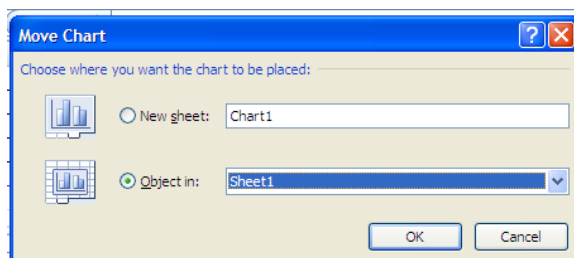 Move Chart
?
Choose where you want the chart to be placed:
New sheet: Chart1
Object in: Sheet1
OK Cancel